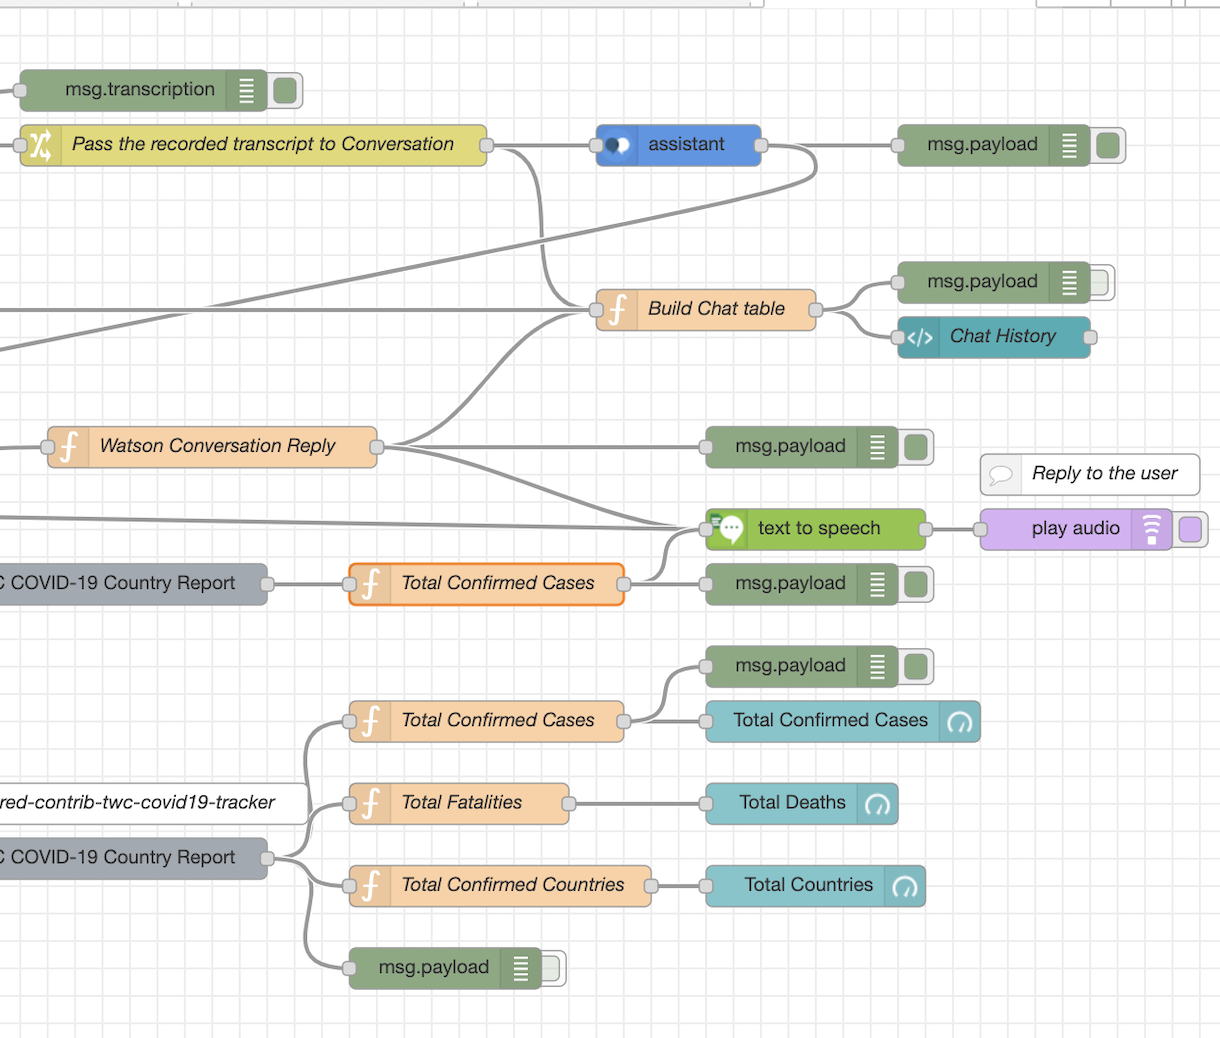 msg.transcription
Pass the recorded transcript to Conversation
assistant
msg.payload
msg.payload
Build Chat table
Chat History
Watson Conversation Reply
msg.payload
Reply to the user
text to speech
play audio
C COVID-19 Country Report
Total Confirmed Cases
msg.payload
msg.payload
Total Confirmed Cases
Total Confirmed Cases
red-contrib-twc-covid19-tracker
Total Fatalities
Total Deaths
C COVID-19 Country Report
Total Confirmed Countries
Total Countries
msg.payload